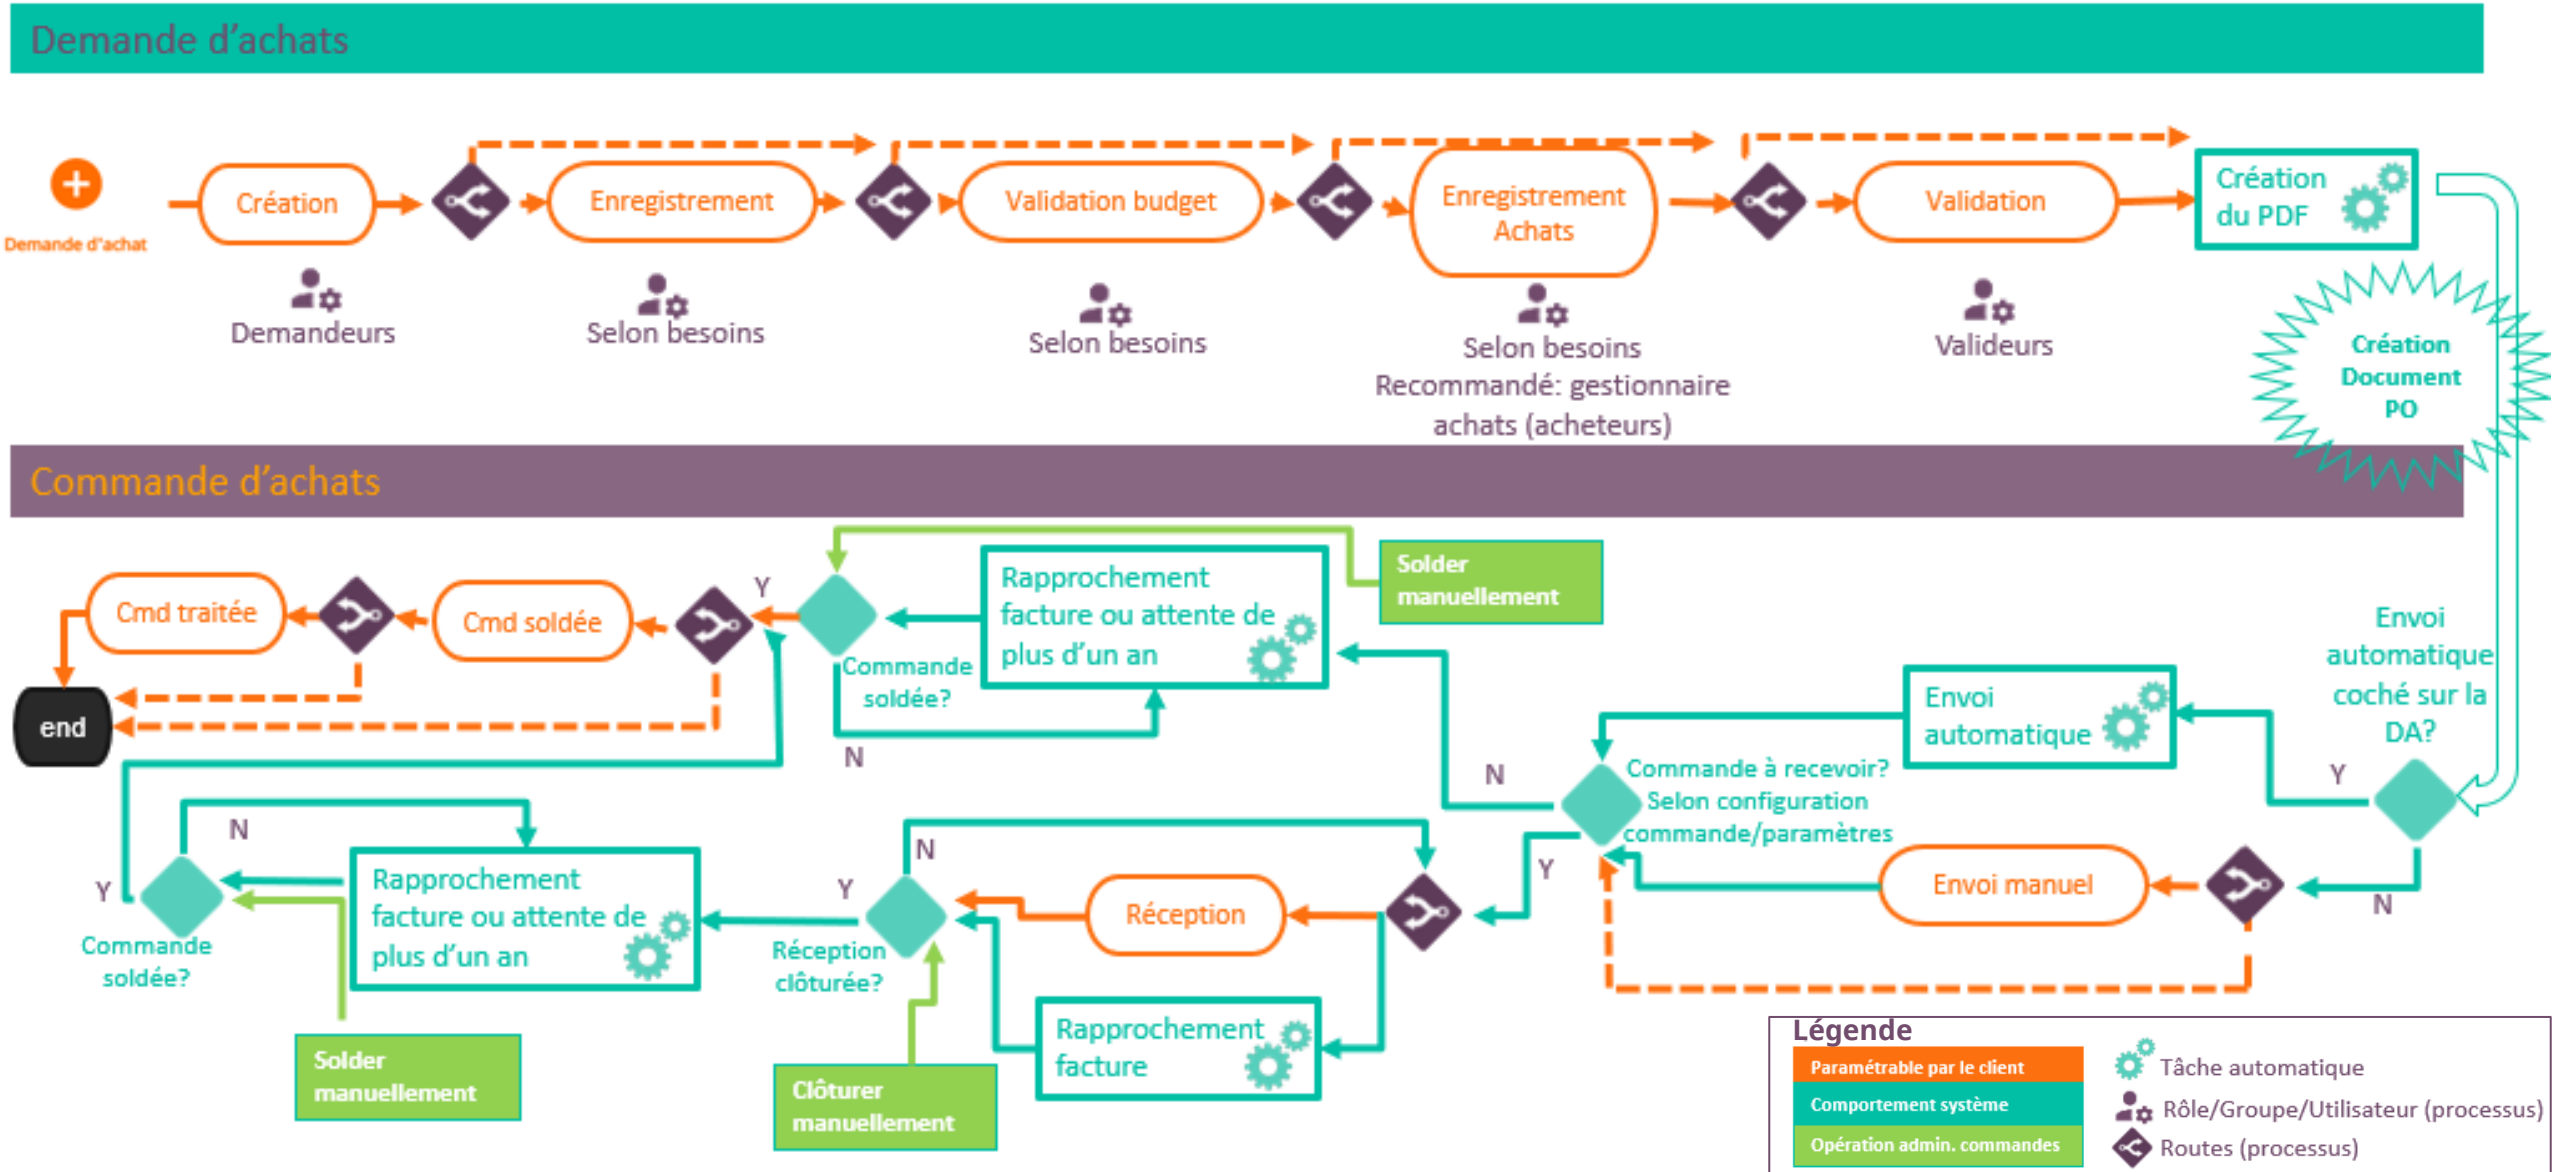 Demande d'achats
Demande d'achat
Création
Enregistrement
Validation budget
Enregistrement
Achats
Validation
Création
du PDF
Demandeurs
Selon besoins
Selon besoins
Selon besoins
Recommandé: gestionnaire
achats (acheteurs)
Valideurs
Création
Document
PO
Commande d'achats
Cmd traitée
Cmd soldée
Y
Rapprochement
facture ou attente de
plus d'un an
Solder
manuellement
Commande
soldée?
N
end
Envoi
automatique
coché sur la
DA?
Envoi
automatique
Y
N
Commande à recevoir?
Selon configuration
commande/paramètres
N
Y
Envoi manuel
N
Y
Rapprochement
facture ou attente de
plus d'un an
Commande
soldée?
Solder
manuellement
N
Y
Réception
clôturée?
Réception
Rapprochement
facture
Clôturer
manuellement
Légende
Paramétrable par le client
Comportement système
Opération admin. commandes
Tâche automatique
Rôle/Groupe/Utilisateur (processus)
Routes (processus)